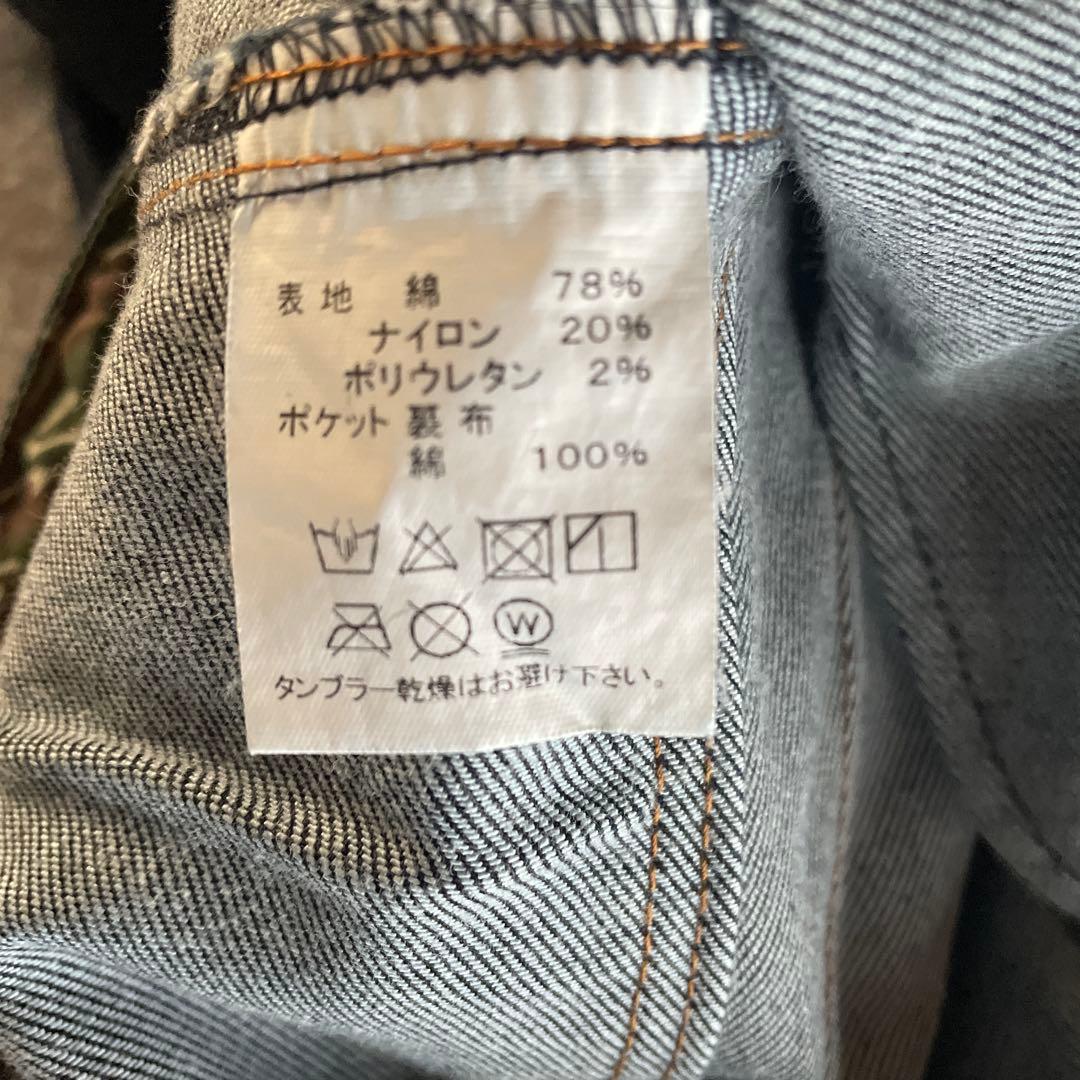 表地 綿 78%
ナイロン 20%
ポリウレタン 2%
ポケット裏布
綿 100%
W
タンブラー乾燥はお避け下さい。